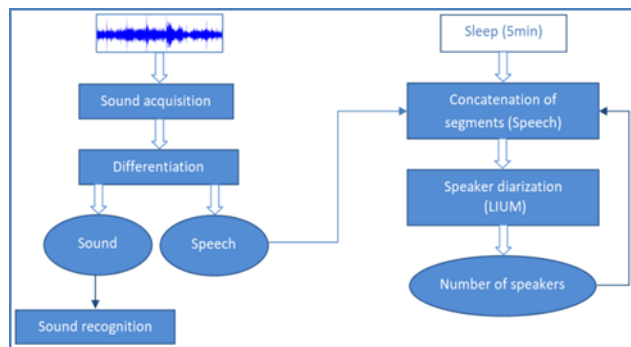 Sound acquisition
Differentiation
Sound
Speech
Sound recognition
Sleep (5min)
Concatenation of
segments (Speech)
Speaker diarization
(LIUM)
Number of speakers